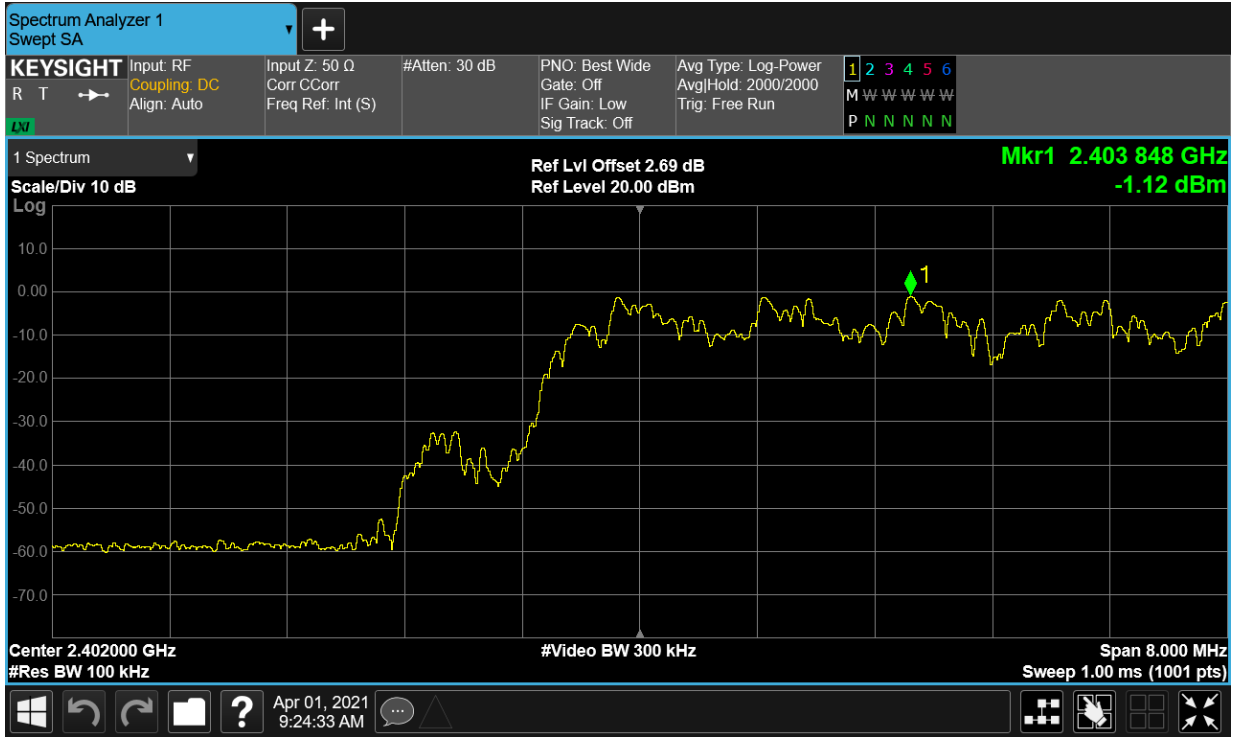 Spectrum Analyzer 1
Swept SA
KEYSIGHT
R T
LXI
Input: RF
Coupling: DC
Align: Auto
Input Z: 50 Ω
Corr CCorr
Freq Ref: Int (S)
#Atten: 30 dB
PNO: Best Wide
Gate: Off
IF Gain: Low
Sig Track: Off
Avg Type: Log-Power
Avg|Hold: 2000/2000
Trig: Free Run
1 2 3 4 5 6
M W W W W W
P N N N N N
1 Spectrum
Scale/Div 10 dB
Log
Ref Lvl Offset 2.69 dB
Ref Level 20.00 dBm
Mkr1 2.403 848 GHz
-1.12 dBm
10.0
0.00
-10.0
-20.0
-30.0
-40.0
-50.0
-60.0
-70.0
1
Center 2.402000 GHz
#Video BW 300 kHz
Span 8.000 MHz
#Res BW 100 kHz
Sweep 1.00 ms (1001 pts)
?
Apr 01, 2021
9:24:33 AM